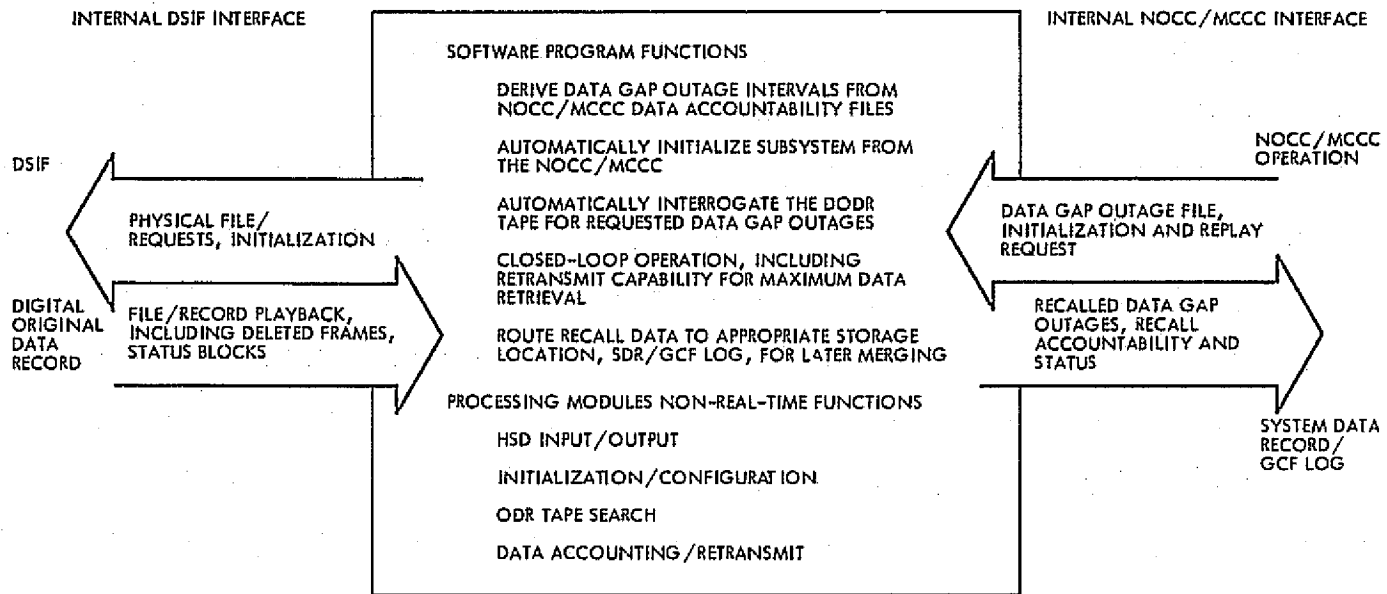 INTERNAL DSIF INTERFACE
INTERNAL NOCC/MCCC INTERFACE
SOFTWARE PROGRAM FUNCTIONS
DERIVE DATA GAP OUTAGE INTERVALS FROM
NOCC/MCCC DATA ACCOUNTABILITY FILES
AUTOMATICALLY INITIALIZE SUBSYSTEM FROM
THE NOCC/MCCC
AUTOMATICALLY INTERROGATE THE DODR
TAPE FOR REQUESTED DATA GAP OUTAGES
CLOSED-LOOP OPERATION, INCLUDING
RETRANSMIT CAPABILITY FOR MAXIMUM DATA
RETRIEVAL
ROUTE RECALL DATA TO APPROPRIATE STORAGE
LOCATION, SDR/GCF LOG, FOR LATER MERGING
PROCESSING MODULES NON-REAL-TIME FUNCTIONS
HSD INPUT/OUTPUT
INITIALIZATION/CONFIGURATION
ODR TAPE SEARCH
DATA ACCOUNTING/RETRANSMIT
DSIF
PHYSICAL FILE/
REQUESTS, INITIALIZATION
DIGITAL
ORIGINAL
DATA
RECORD
FILE/RECORD PLAYBACK,
INCLUDING DELETED FRAMES,
STATUS BLOCKS
NOCC/MCCC
OPERATION
DATA GAP OUTAGE FILE,
INITIALIZATION AND REPLAY
REQUEST
RECALLED DATA GAP
OUTAGES, RECALL
ACCOUNTABILITY AND
STATUS
SYSTEM DATA
RECORD/
GCF LOG